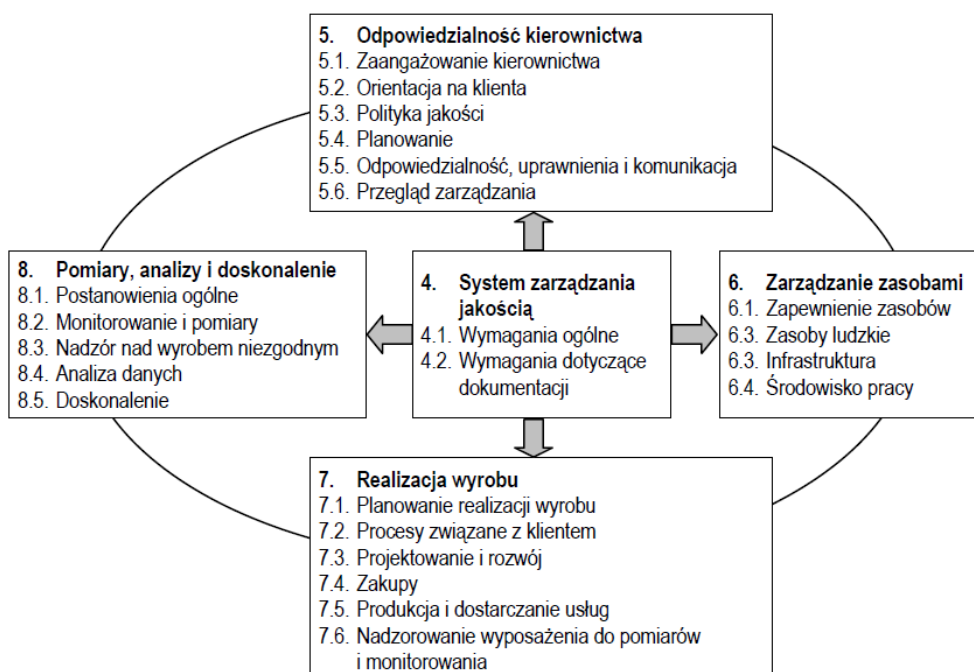 5. Odpowiedzialność kierownictwa
5.1. Zaangażowanie kierownictwa
5.2. Orientacja na klienta
5.3. Polityka jakości
5.4. Planowanie
5.5. Odpowiedzialność, uprawnienia i komunikacja
5.6. Przegląd zarządzania
8. Pomiary, analizy i doskonalenie
8.1. Postanowienia ogólne
8.2. Monitorowanie i pomiary
8.3. Nadzór nad wyrobem niezgodnym
8.4. Analiza danych
8.5. Doskonalenie
4. System zarządzania
jakością
4.1. Wymagania ogólne
4.2. Wymagania dotyczące
dokumentacji
6. Zarządzanie zasobami
6.1. Zapewnienie zasobów
6.3. Zasoby ludzkie
6.3. Infrastruktura
6.4. Środowisko pracy
7. Realizacja wyrobu
7.1. Planowanie realizacji wyrobu
7.2. Procesy związane z klientem
7.3. Projektowanie i rozwój
7.4. Zakupy
7.5. Produkcja i dostarczanie usług
7.6. Nadzorowanie wyposażenia do pomiarów
i monitorowania